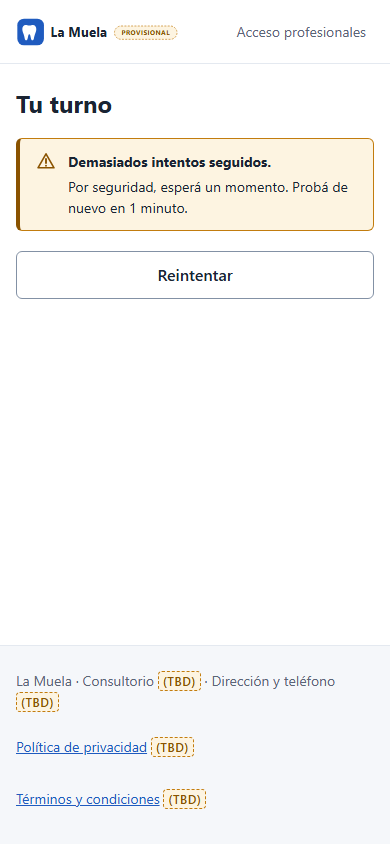 La Muela PROVISIONAL Acceso profesionales
Tu turno
Demasiados intentos seguidos.
Por seguridad, esperá un momento. Probá de
nuevo en 1 minuto.
Reintentar
La Muela · Consultorio (TBD) · Dirección y teléfono
(TBD)
Política de privacidad (TBD)
Términos y condiciones (TBD)